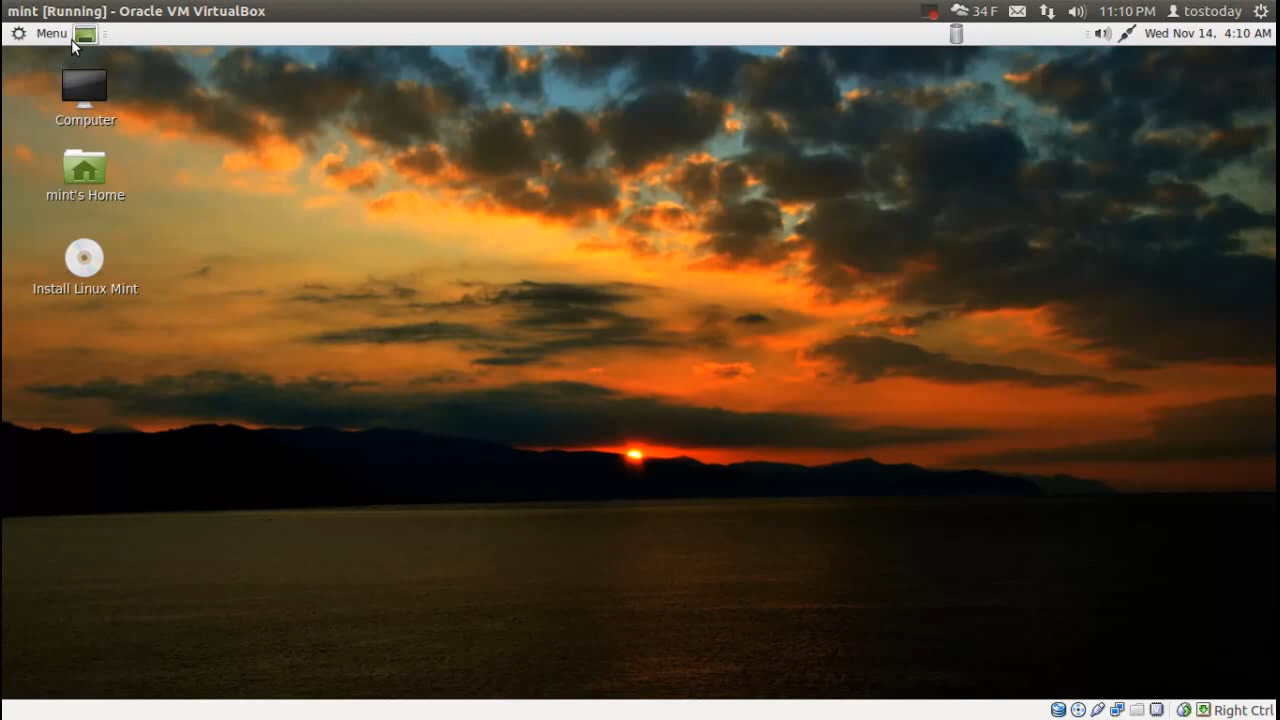 mint [Running] - Oracle VM VirtualBox
34 F
11:10 PM
tostoday
Menu
Wed Nov 14, 4:10 AM
Computer
mint's Home
Install Linux Mint
Right Ctrl